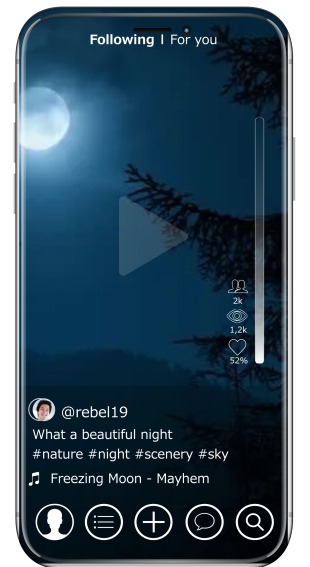 Following | For you
2k
1,2k
52%
@rebel19
What a beautiful night
#nature #night #scenery #sky
Freezing Moon - Mayhem